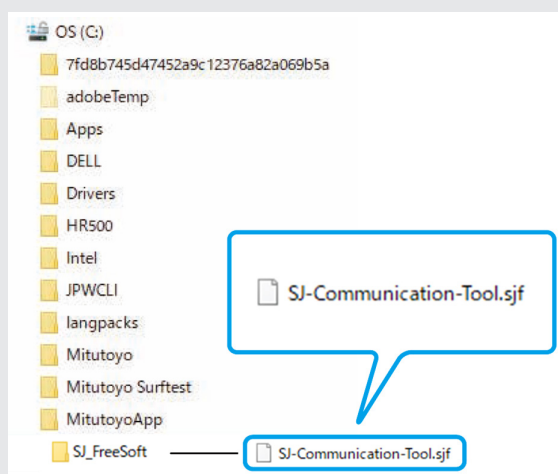 OS (C:)
7fd8b745d47452a9c12376a82a069b5a
adobeTemp
Apps
DELL
Drivers
HR500
Intel
JPWCLI
langpacks
Mitutoyo
Mitutoyo Surftest
MitutoyoApp
SJ_FreeSoft
SJ-Communication-Tool.sjf
SJ-Communication-Tool.sjf